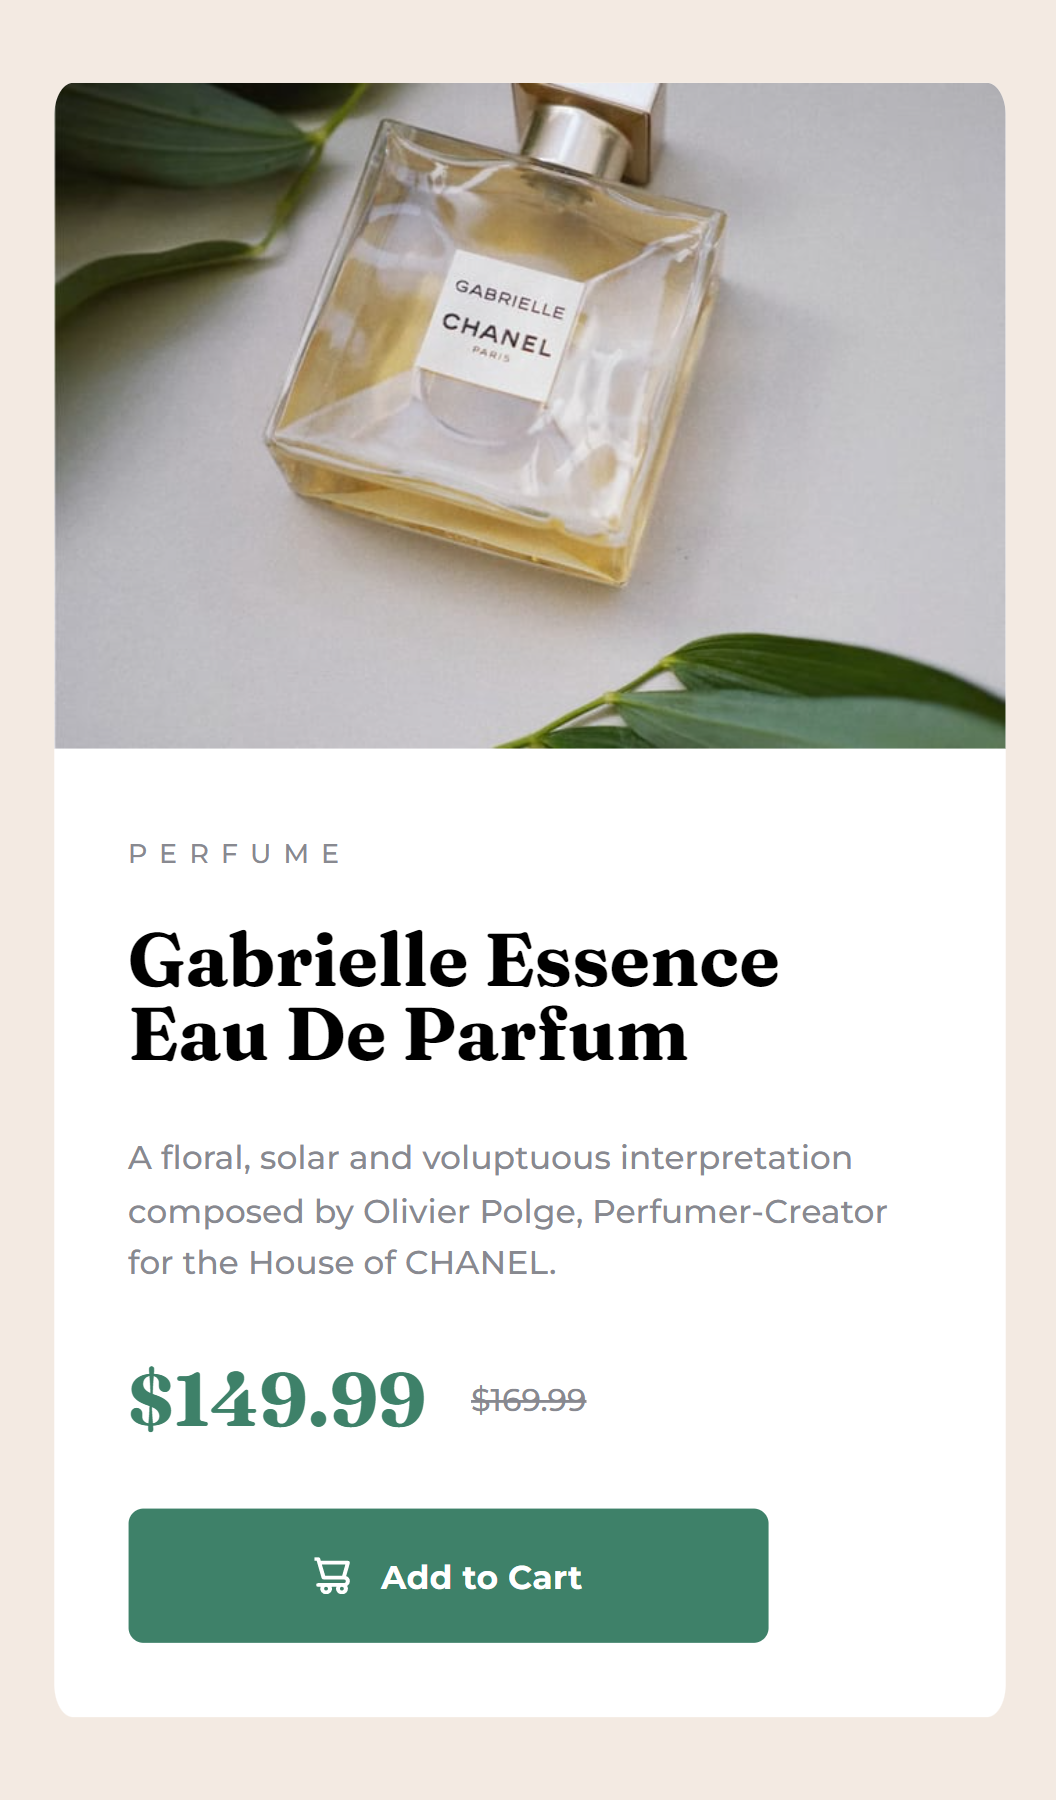 GABRIELLE
CHANEL
PARIS
PERFUME
Gabrielle Essence
Eau De Parfum
A floral, solar and voluptuous interpretation
composed by Olivier Polge, Perfumer-Creator
for the House of CHANEL.
$149.99 $169.99
Add to Cart